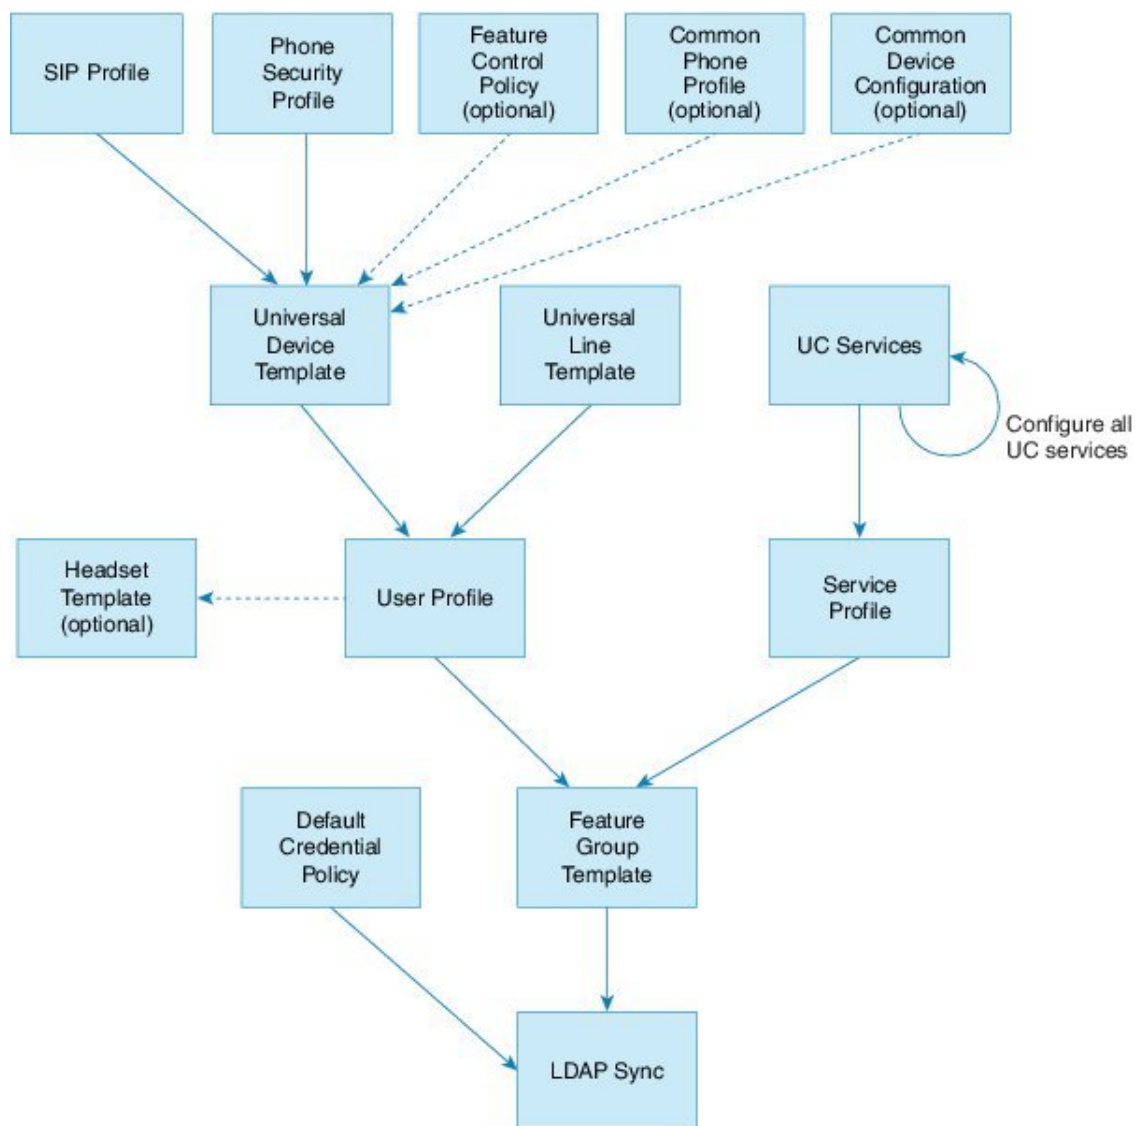 SIP Profile
Phone
Security
Profile
Feature
Control
Policy
(optional)
Common
Phone
Profile
(optional)
Common
Device
Configuration
(optional)
Universal
Device
Template
Universal
Line
Template
UC Services
Configure all
UC services
Headset
Template
(optional)
User Profile
Service
Profile
Default
Credential
Policy
Feature
Group
Template
LDAP Sync